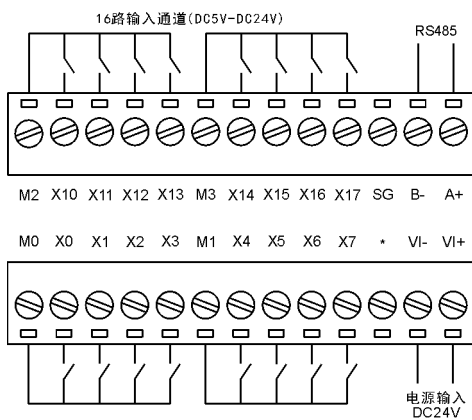 16路输入通道(DC5V-DC24V)
RS485
M2 X10 X11 X12 X13 M3 X14 X15 X16 X17 SG B- A+
M0 X0 X1 X2 X3 M1 X4 X5 X6 X7 * VI- VI+
电源输入
DC24V